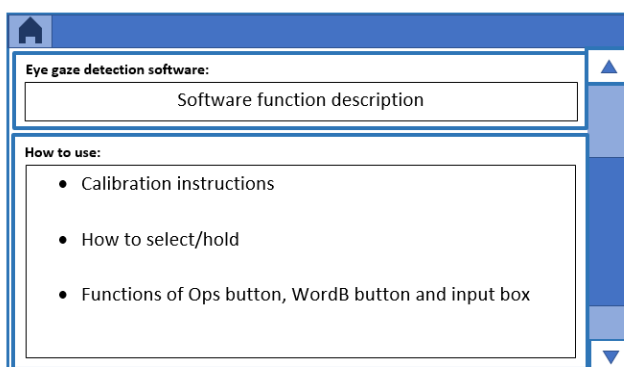 Eye gaze detection software:
Software function description
How to use:
• Calibration instructions
• How to select/hold
• Functions of Ops button, WordB button and input box